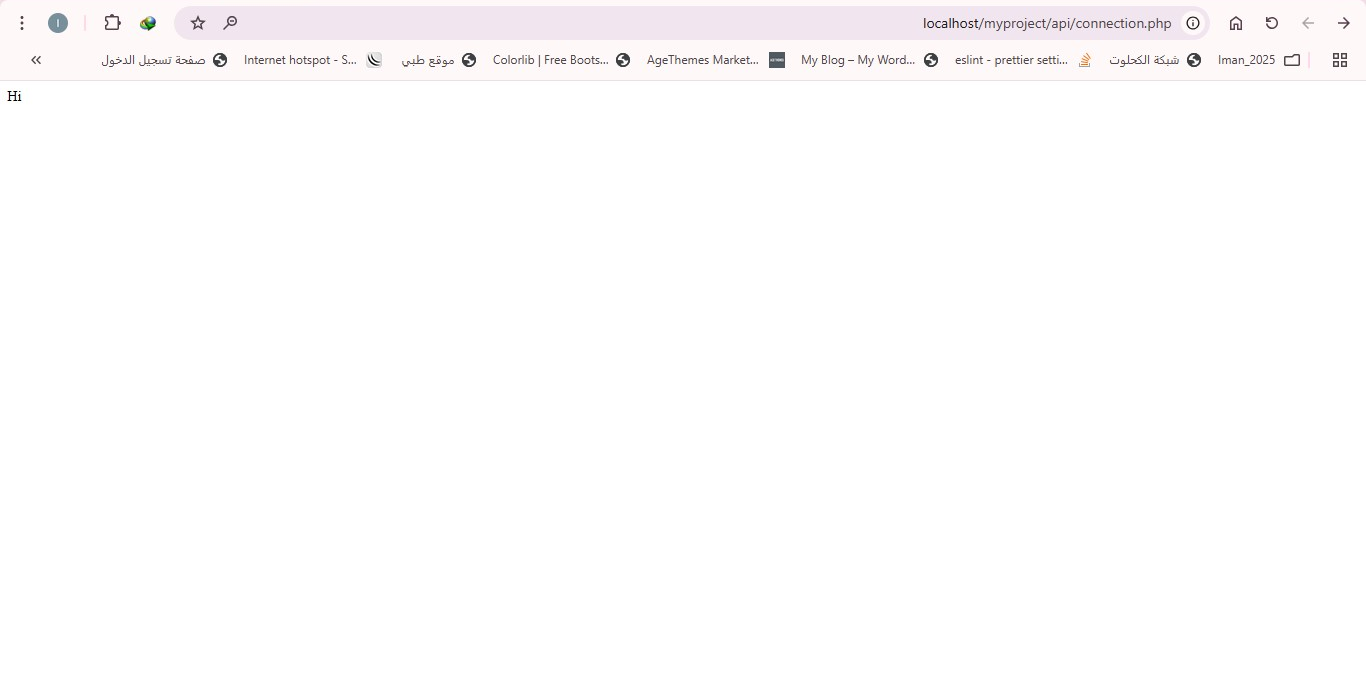 localhost/myproject/api/connection.php
Iman_2025
شبكة الكحلوت
eslint - prettier setti...
My Blog – My Word...
AgeThemes Market...
Colorlib | Free Boots...
موقع طبي
Internet hotspot - S...
صفحة تسجيل الدخول
Hi